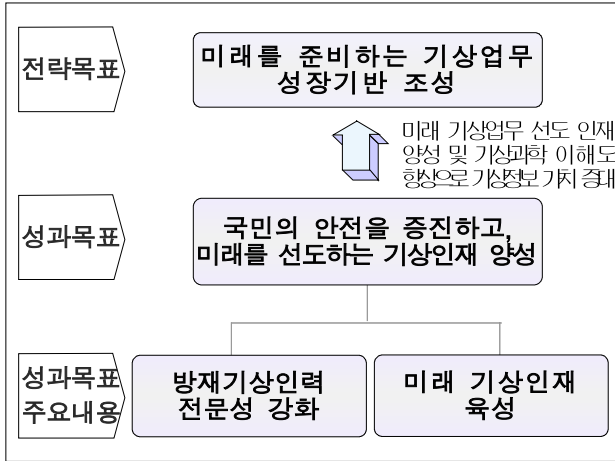 전략목표
미래를 준비하는 기상업무
성장기반 조성
미래 기상업무 선도 인재
양성 및 기상과학 이해도
향상으로 기상정보 가치 증대
성과목표
국민의 안전을 증진하고,
미래를 선도하는 기상인재 양성
성과목표
주요내용
방재기상인력
전문성 강화
미래 기상인재
육성